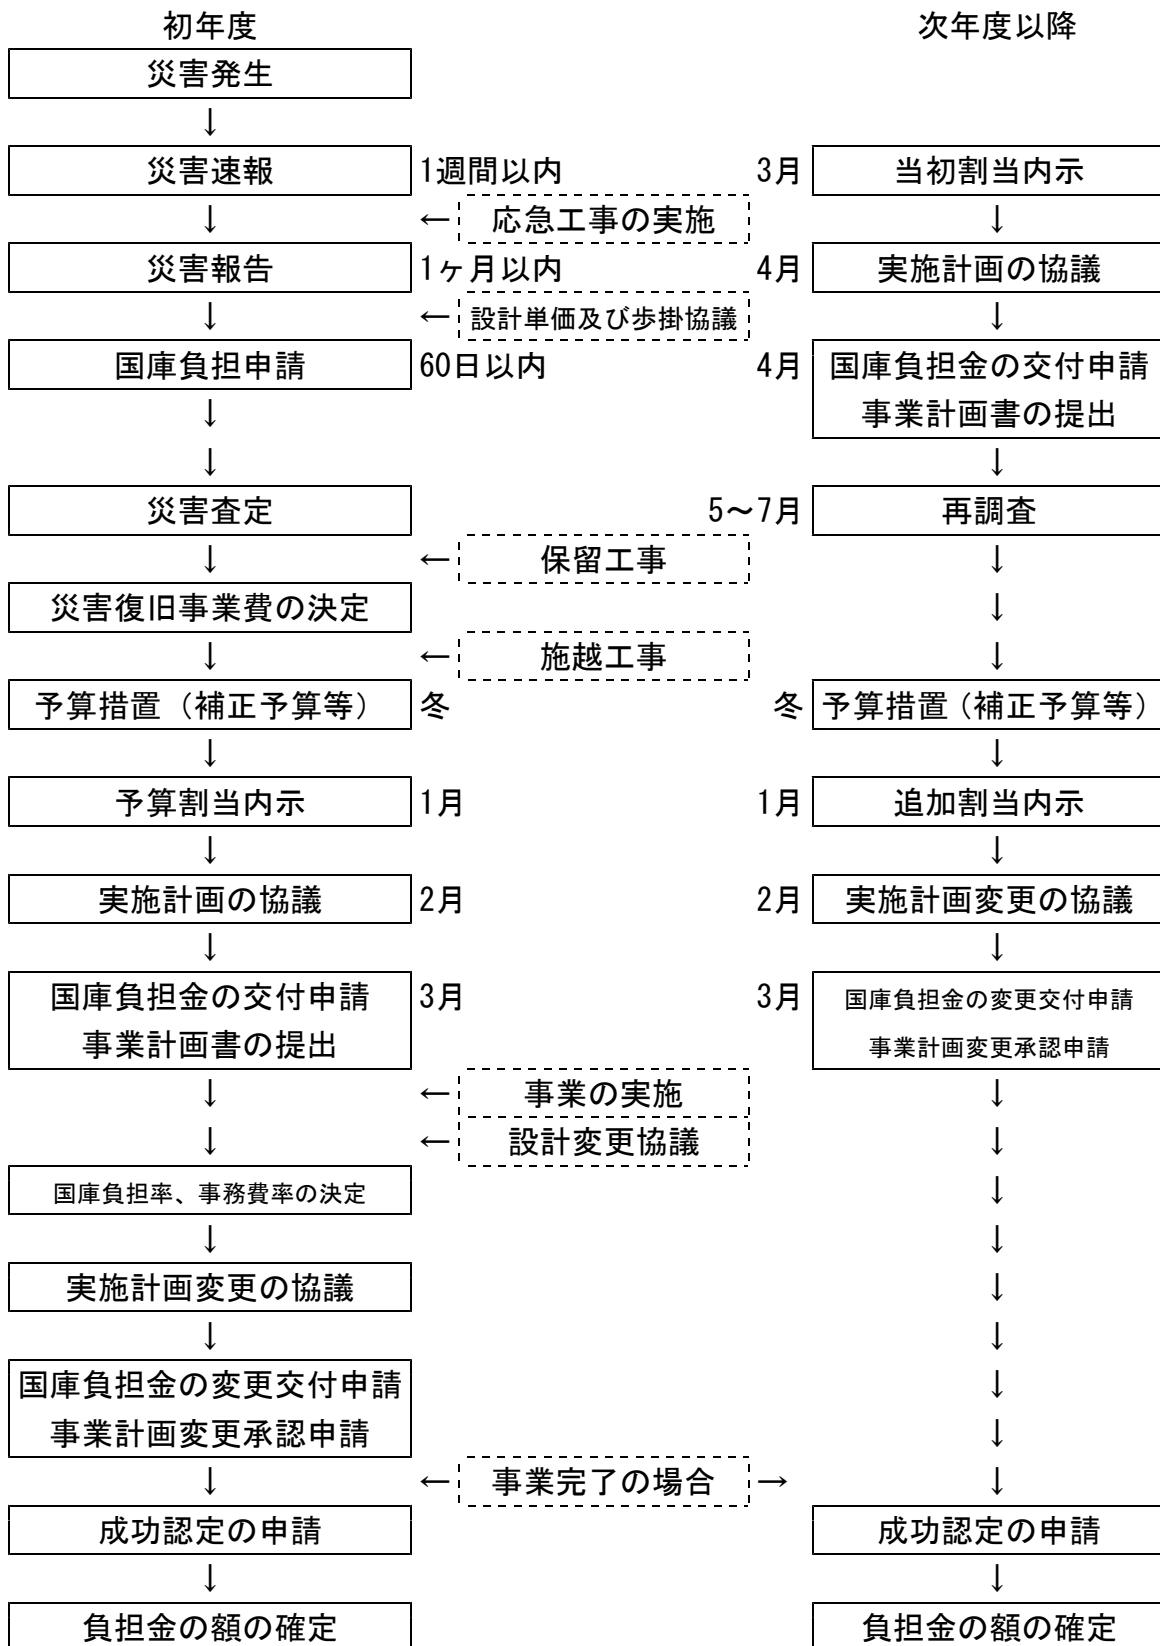 初年度 次年度以降
災害発生
↓
災害速報 1週間以内 3月 当初割当内示
↓ ← 応急工事の実施 ↓
災害報告 1ヶ月以内 4月 実施計画の協議
↓ ← 設計単価及び歩掛協議 ↓
国庫負担申請 60日以内 4月 国庫負担金の交付申請
↓ 事業計画書の提出
↓ ↓
災害査定 5～7月 再調査
↓ ← 保留工事 ↓
災害復旧事業費の決定 ↓
↓ ← 施越工事 ↓
予算措置（補正予算等） 冬 冬 予算措置（補正予算等）
↓ ↓
予算割当内示 1月 1月 追加割当内示
↓ ↓
実施計画の協議 2月 2月 実施計画変更の協議
↓ ↓
国庫負担金の交付申請 3月 3月 国庫負担金の変更交付申請
事業計画書の提出 事業計画変更承認申請
↓ ← 事業の実施 ↓
↓ ← 設計変更協議 ↓
国庫負担率、事務費率の決定 ↓
↓ ↓
実施計画変更の協議 ↓
↓ ↓
国庫負担金の変更交付申請 ↓
事業計画変更承認申請 ↓
↓ ← 事業完了の場合 → ↓
成功認定の申請 成功認定の申請
↓ ↓
負担金の額の確定 負担金の額の確定